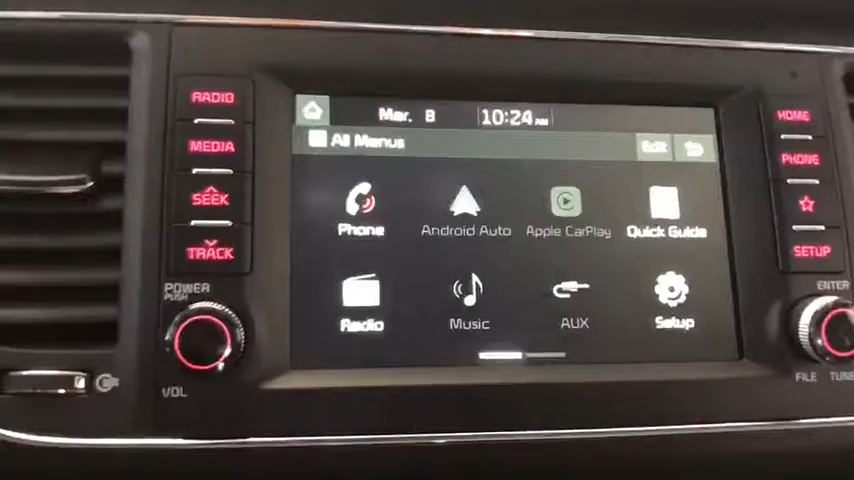 RADIO
MEDIA
SEEK
TRACK
POWER
PUSH
VOL
Mar. 8
10:24 AM
All Menus
Edit
Phone
Android Auto
Apple CarPlay
Quick Guide
Radio
Music
AUX
Setup
HOME
PHONE
SETUP
ENTER
FILE
TUNE